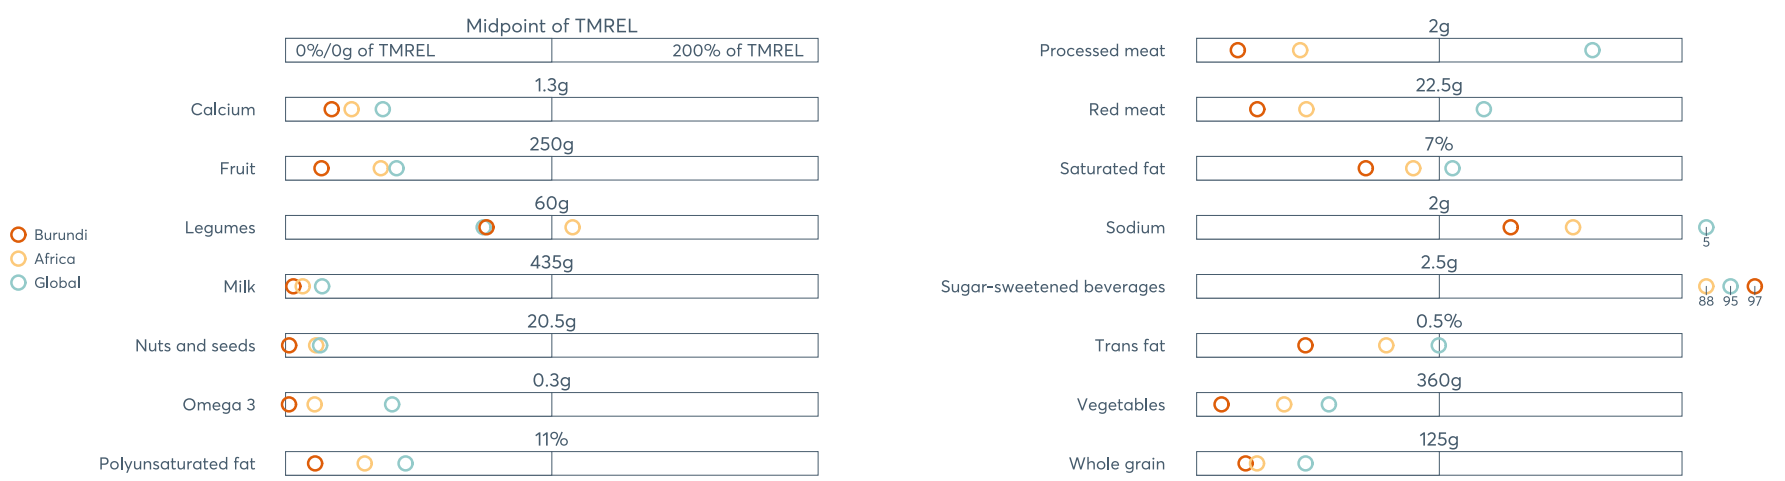 Midpoint of TMREL
0%/0g of TMREL 200% of TMREL
1.3g
Calcium
250g
Fruit
60g
Legumes
435g
Milk
20.5g
Nuts and seeds
0.3g
Omega 3
11%
Polyunsaturated fat
Burundi
Africa
Global
2g
Processed meat
22.5g
Red meat
7%
Saturated fat
2g
Sodium
5
2.5g
Sugar-sweetened beverages
88 95 97
0.5%
Trans fat
360g
Vegetables
125g
Whole grain